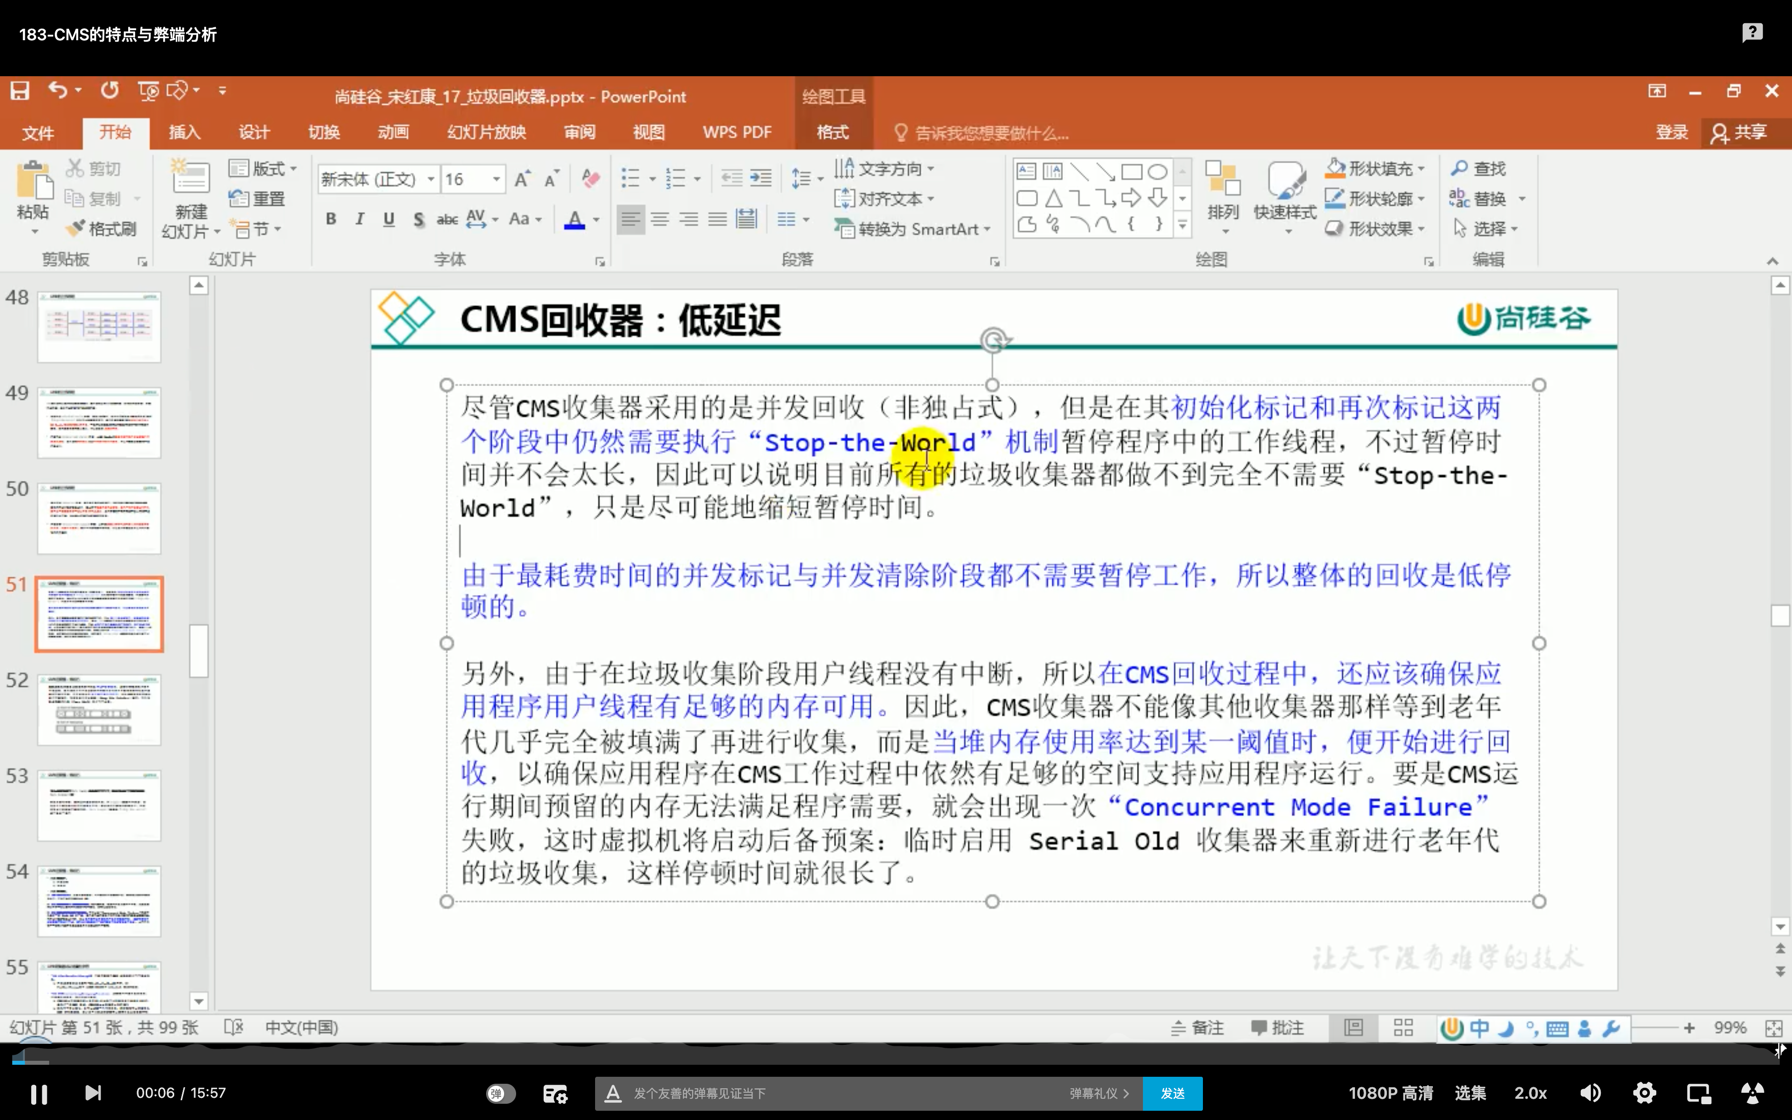 183-CMS的特点与弊端分析
尚硅谷_宋红康_17_垃圾回收器.pptx - PowerPoint
绘图工具
文件 开始 插入 设计 切换 动画 幻灯片放映 审阅 视图 WPS PDF 格式 告诉我您想要做什么... 登录 共享
粘贴 剪切 复制 格式刷
剪贴板
新建 幻灯片 版式 重置 节
幻灯片
新宋体 (正文) 16
B I U S abc AV Aa A
字体
文字方向 对齐文本 转换为 SmartArt
段落
排列 快速样式 形状填充 形状轮廓 形状效果
绘图
查找 替换 选择
编辑
48
49
50
51
52
53
54
55
CMS回收器：低延迟
尚硅谷
尽管CMS收集器采用的是并发回收（非独占式），但是在其初始化标记和再次标记这两
个阶段中仍然需要执行“Stop-the-World”机制暂停程序中的工作线程，不过暂停时
间并不会太长，因此可以说明目前所有的垃圾收集器都做不到完全不需要“Stop-the-
World”，只是尽可能地缩短暂停时间。
由于最耗费时间的并发标记与并发清除阶段都不需要暂停工作，所以整体的回收是低停
顿的。
另外，由于在垃圾收集阶段用户线程没有中断，所以在CMS回收过程中，还应该确保应
用程序用户线程有足够的内存可用。因此，CMS收集器不能像其他收集器那样等到老年
代几乎完全被填满了再进行收集，而是当堆内存使用率达到某一阈值时，便开始进行回
收，以确保应用程序在CMS工作过程中依然有足够的空间支持应用程序运行。要是CMS运
行期间预留的内存无法满足程序需要，就会出现一次“Concurrent Mode Failure”
失败，这时虚拟机将启动后备预案：临时启用 Serial Old 收集器来重新进行老年代
的垃圾收集，这样停顿时间就很长了。
让天下没有难学的技术
幻灯片 第 51 张，共 99 张 中文(中国) 备注 批注 中 99%
00:06 / 15:57 弹 发个友善的弹幕见证当下 弹幕礼仪 发送 1080P 高清 选集 2.0x